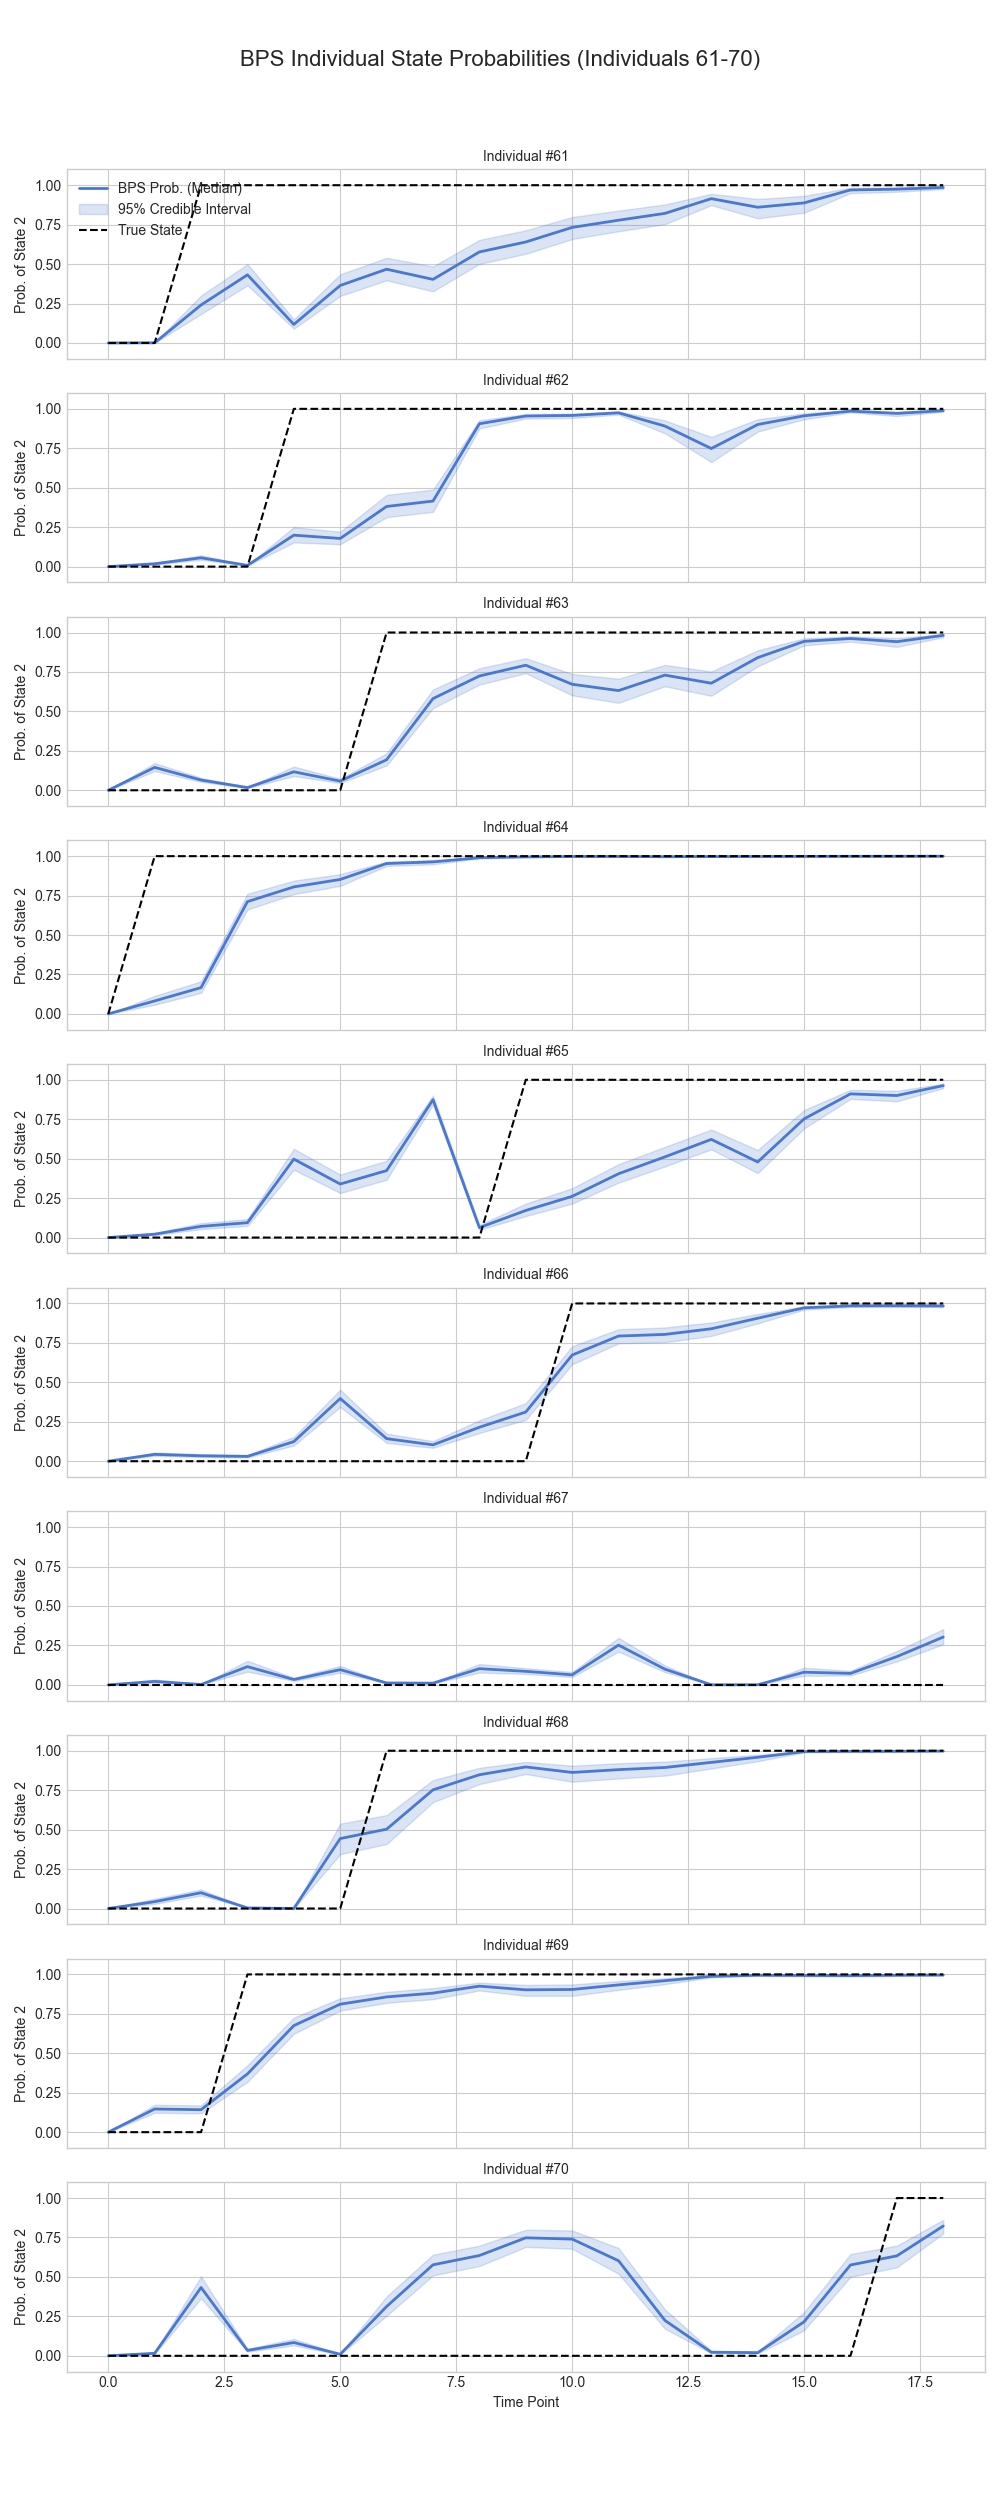 BPS Individual State Probabilities (Individuals 61-70)
Individual #61
BPS Prob. (Median)
95% Credible Interval
True State
Prob. of State 2
1.00
0.75
0.50
0.25
0.00
Individual #62
Prob. of State 2
1.00
0.75
0.50
0.25
0.00
Individual #63
Prob. of State 2
1.00
0.75
0.50
0.25
0.00
Individual #64
Prob. of State 2
1.00
0.75
0.50
0.25
0.00
Individual #65
Prob. of State 2
1.00
0.75
0.50
0.25
0.00
Individual #66
Prob. of State 2
1.00
0.75
0.50
0.25
0.00
Individual #67
Prob. of State 2
1.00
0.75
0.50
0.25
0.00
Individual #68
Prob. of State 2
1.00
0.75
0.50
0.25
0.00
Individual #69
Prob. of State 2
1.00
0.75
0.50
0.25
0.00
Individual #70
Prob. of State 2
1.00
0.75
0.50
0.25
0.00
0.0 2.5 5.0 7.5 10.0 12.5 15.0 17.5
Time Point